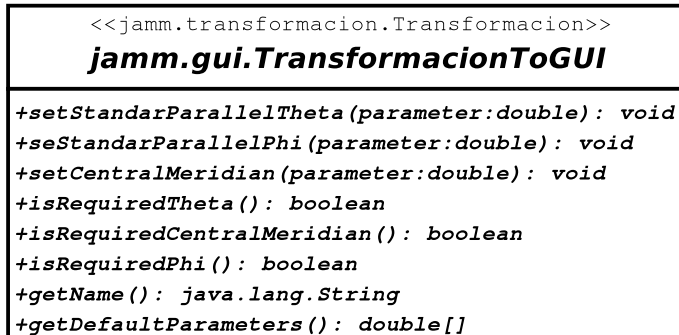 <<jamm.transformacion.Transformacion>>
jamm.gui.TransformacionToGUI
+setStandarParallelTheta(parameter:double): void
+seStandarParallelPhi(parameter:double): void
+setCentralMeridian(parameter:double): void
+isRequiredTheta(): boolean
+isRequiredCentralMeridian(): boolean
+isRequiredPhi(): boolean
+getName(): java.lang.String
+getDefaultParameters(): double[]